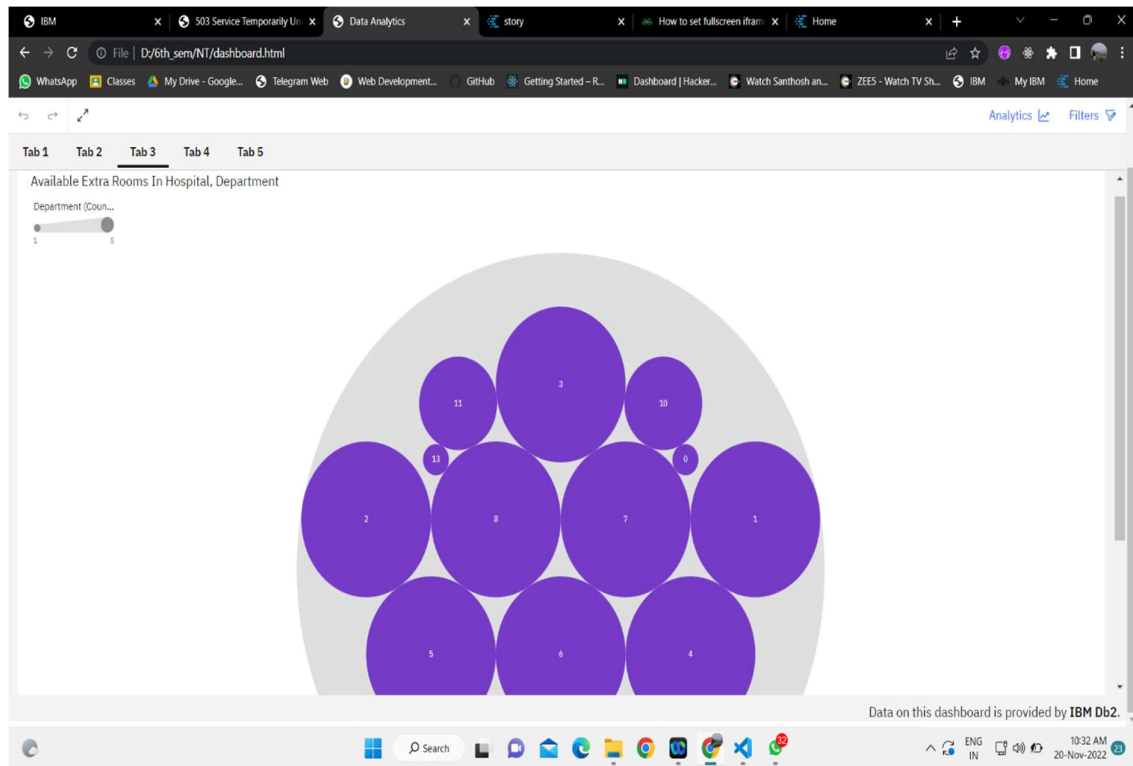 IBM
503 Service Temporarily Un
Data Analytics
story
How to set fullscreen ifram
Home
File | D:/6th_sem/NT/dashboard.html
WhatsApp
Classes
My Drive - Google...
Telegram Web
Web Development...
GitHub
Getting Started – R...
Dashboard | Hacker...
Watch Santhosh an...
ZEE5 - Watch TV Sh...
IBM
My IBM
Home
Analytics
Filters
Tab 1
Tab 2
Tab 3
Tab 4
Tab 5
Available Extra Rooms In Hospital, Department
Department (Coun...
1
5
3
11
10
13
0
2
8
7
1
5
6
4
Data on this dashboard is provided by IBM Db2.
Search
32
ENG
IN
10:32 AM
20-Nov-2022
23